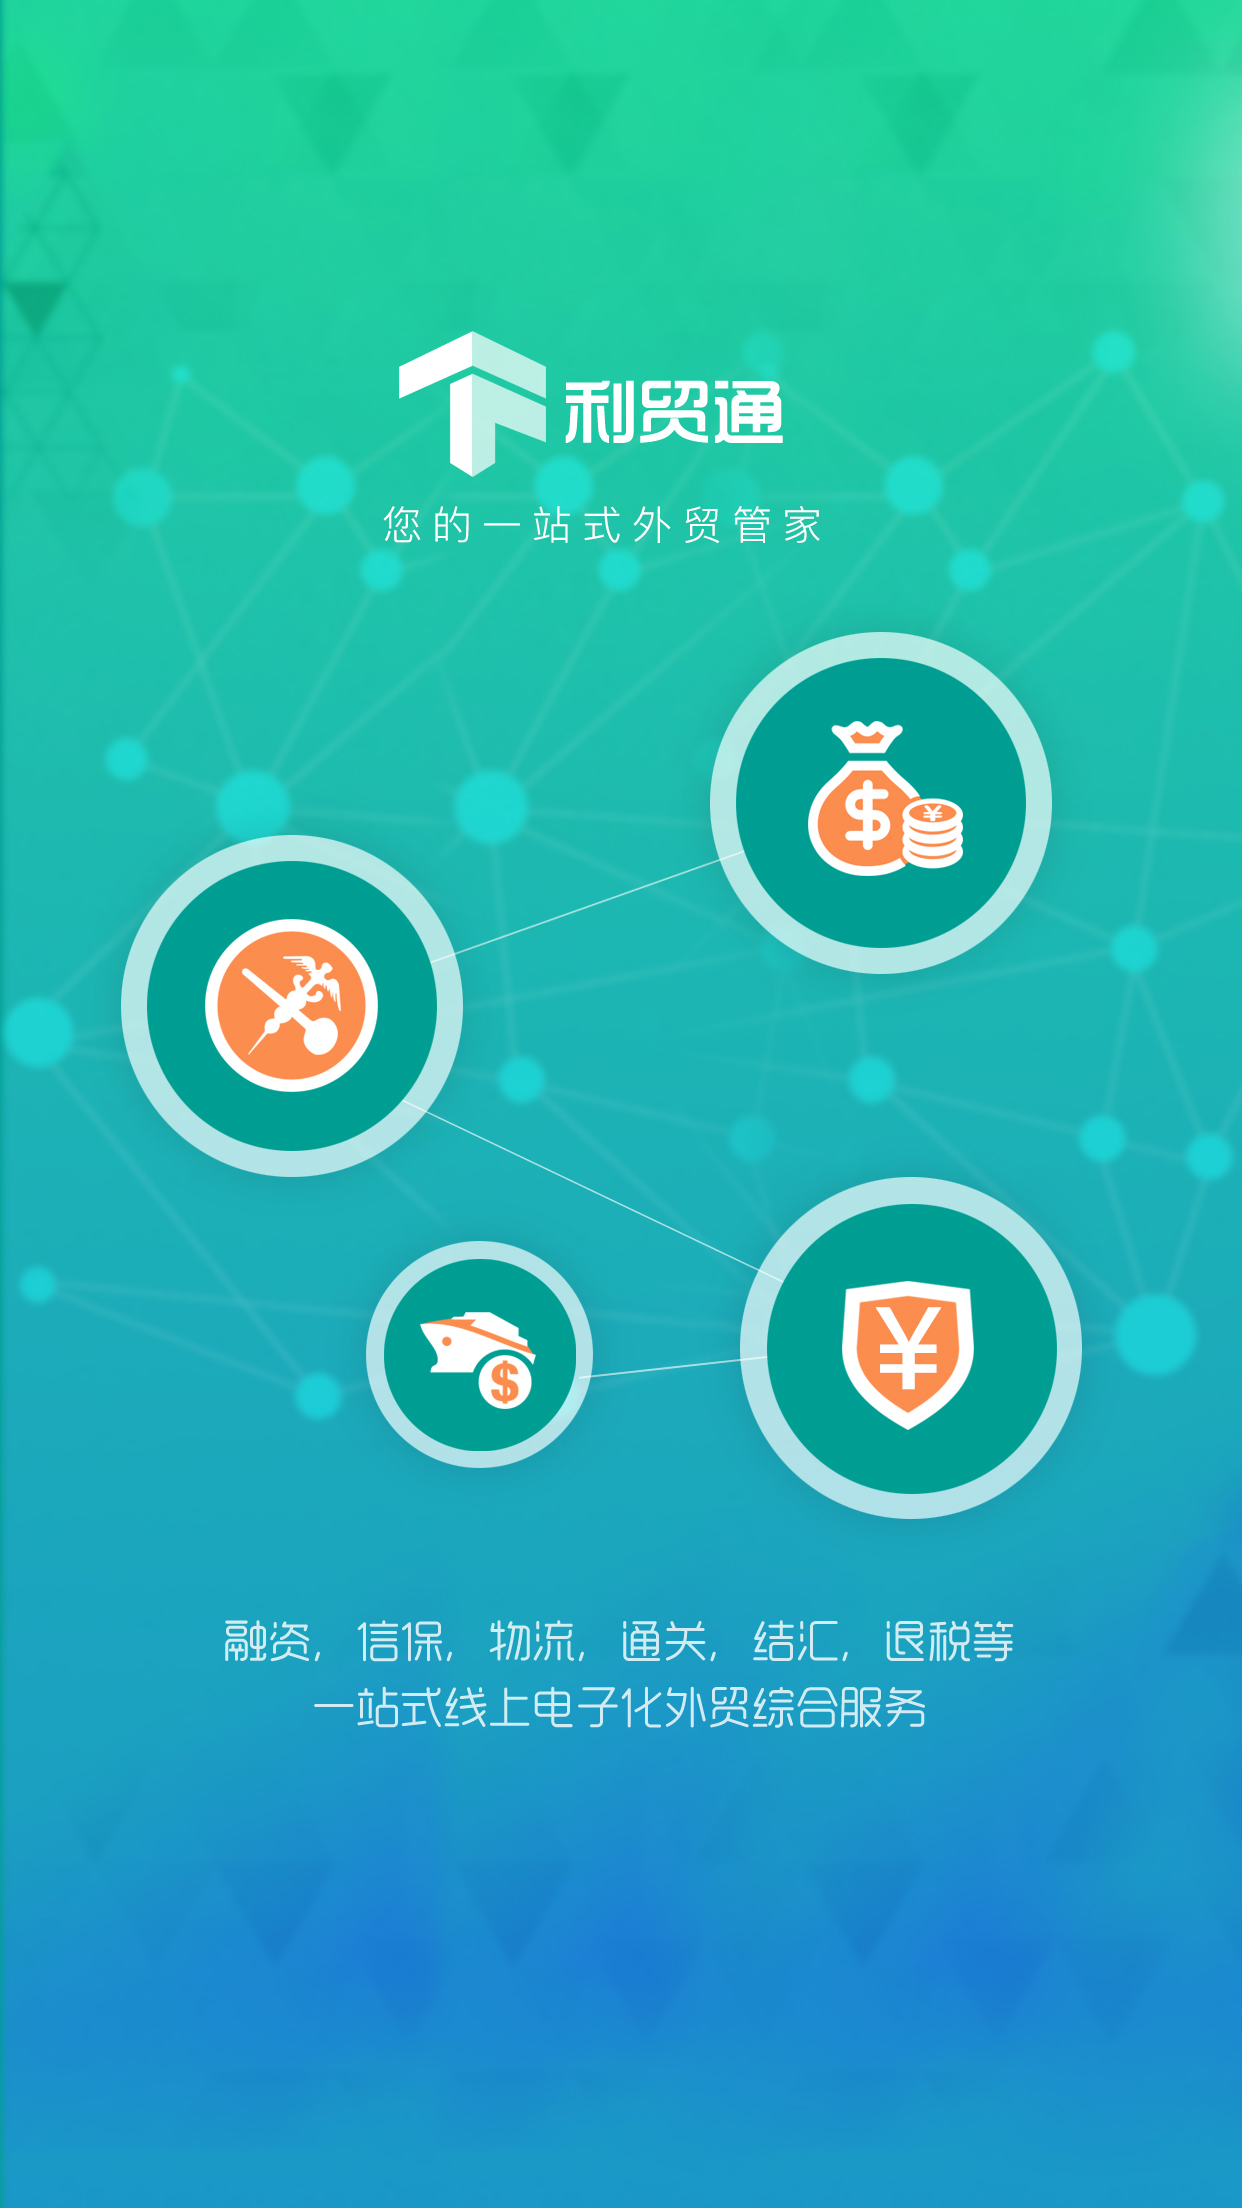 利贸通
您的一站式外贸管家
$
¥
¥
$
融资，信保，物流，通关，结汇，退税等
一站式线上电子化外贸综合服务